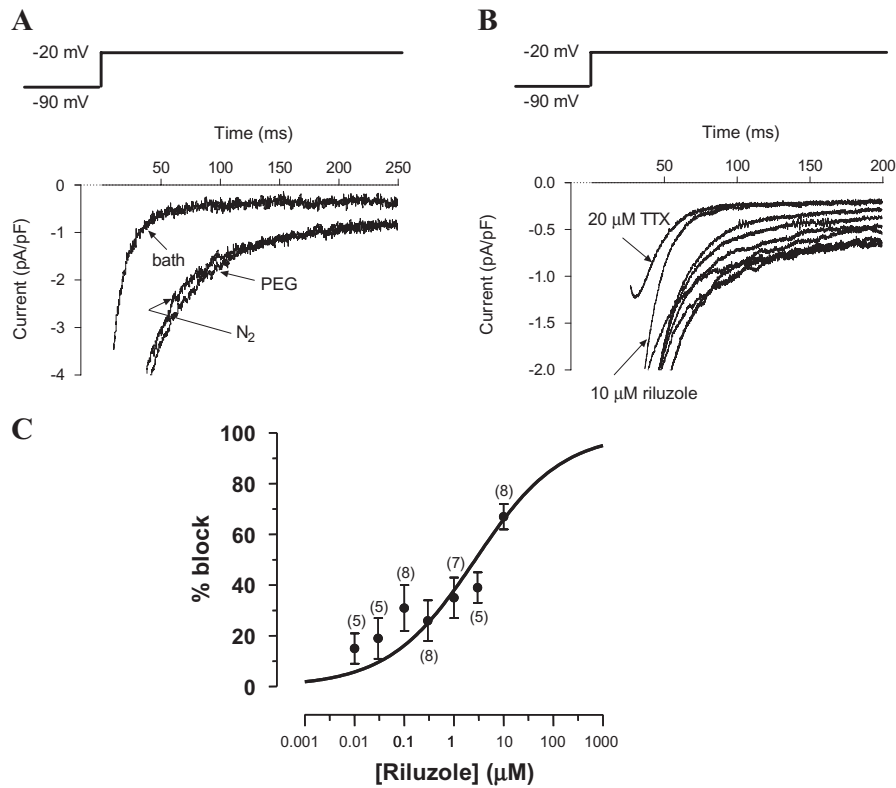 A
-20 mV
-90 mV
Time (ms)
50 100 150 200 250
0
-1
-2
-3
-4
Current (pA/pF)
bath
PEG
N2
B
-20 mV
-90 mV
Time (ms)
50 100 150 200
0.0
-0.5
-1.0
-1.5
-2.0
Current (pA/pF)
20 μM TTX
10 μM riluzole
C
100
80
60
40
20
0
% block
(5)
(5)
(8)
(8)
(7)
(5)
(8)
0.001 0.01 0.1 1 10 100 1000
[Riluzole] (μM)